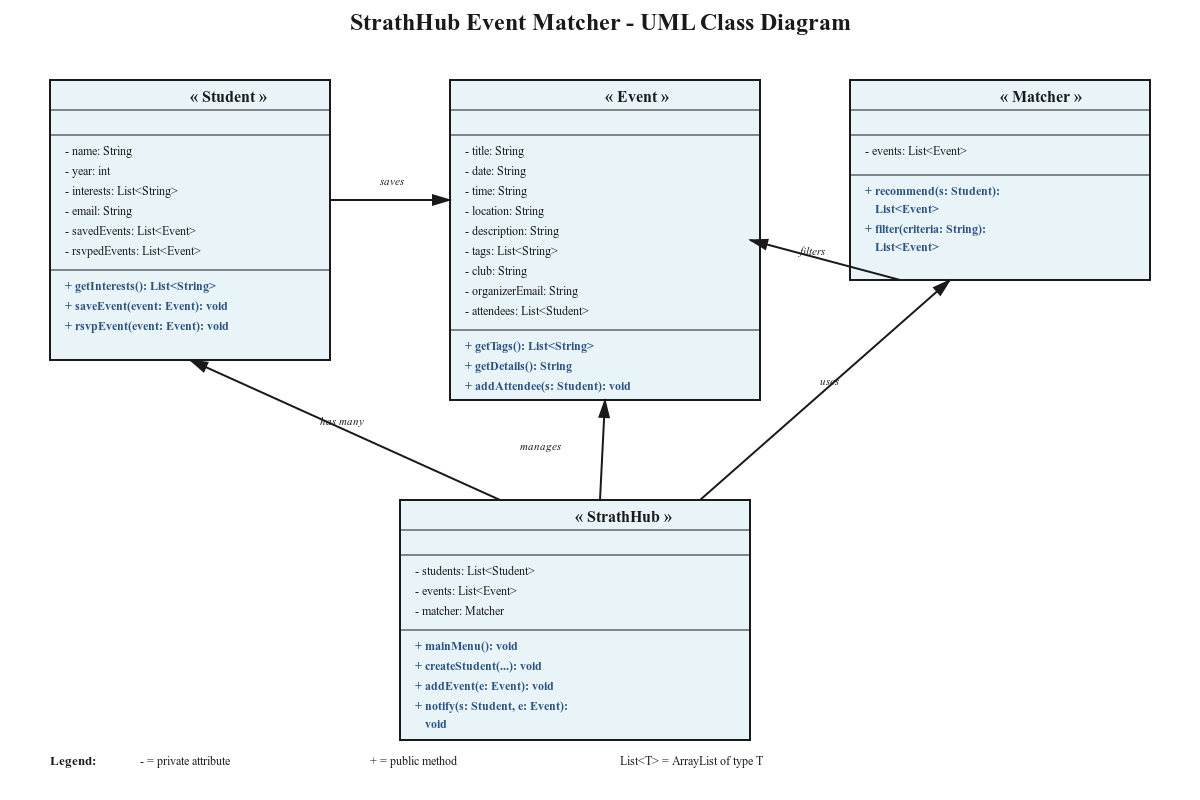 StrathHub Event Matcher - UML Class Diagram
« Student »
- name: String
- year: int
- interests: List<String>
- email: String
- savedEvents: List<Event>
- rsvpedEvents: List<Event>
+ getInterests(): List<String>
+ saveEvent(event: Event): void
+ rsvpEvent(event: Event): void
saves
« Event »
- title: String
- date: String
- time: String
- location: String
- description: String
- tags: List<String>
- club: String
- organizerEmail: String
- attendees: List<Student>
+ getTags(): List<String>
+ getDetails(): String
+ addAttendee(s: Student): void
« Matcher »
- events: List<Event>
+ recommend(s: Student):
List<Event>
+ filter(criteria: String):
List<Event>
filters
has many
manages
uses
« StrathHub »
- students: List<Student>
- events: List<Event>
- matcher: Matcher
+ mainMenu(): void
+ createStudent(...): void
+ addEvent(e: Event): void
+ notify(s: Student, e: Event):
void
Legend: - = private attribute + = public method List<T> = ArrayList of type T